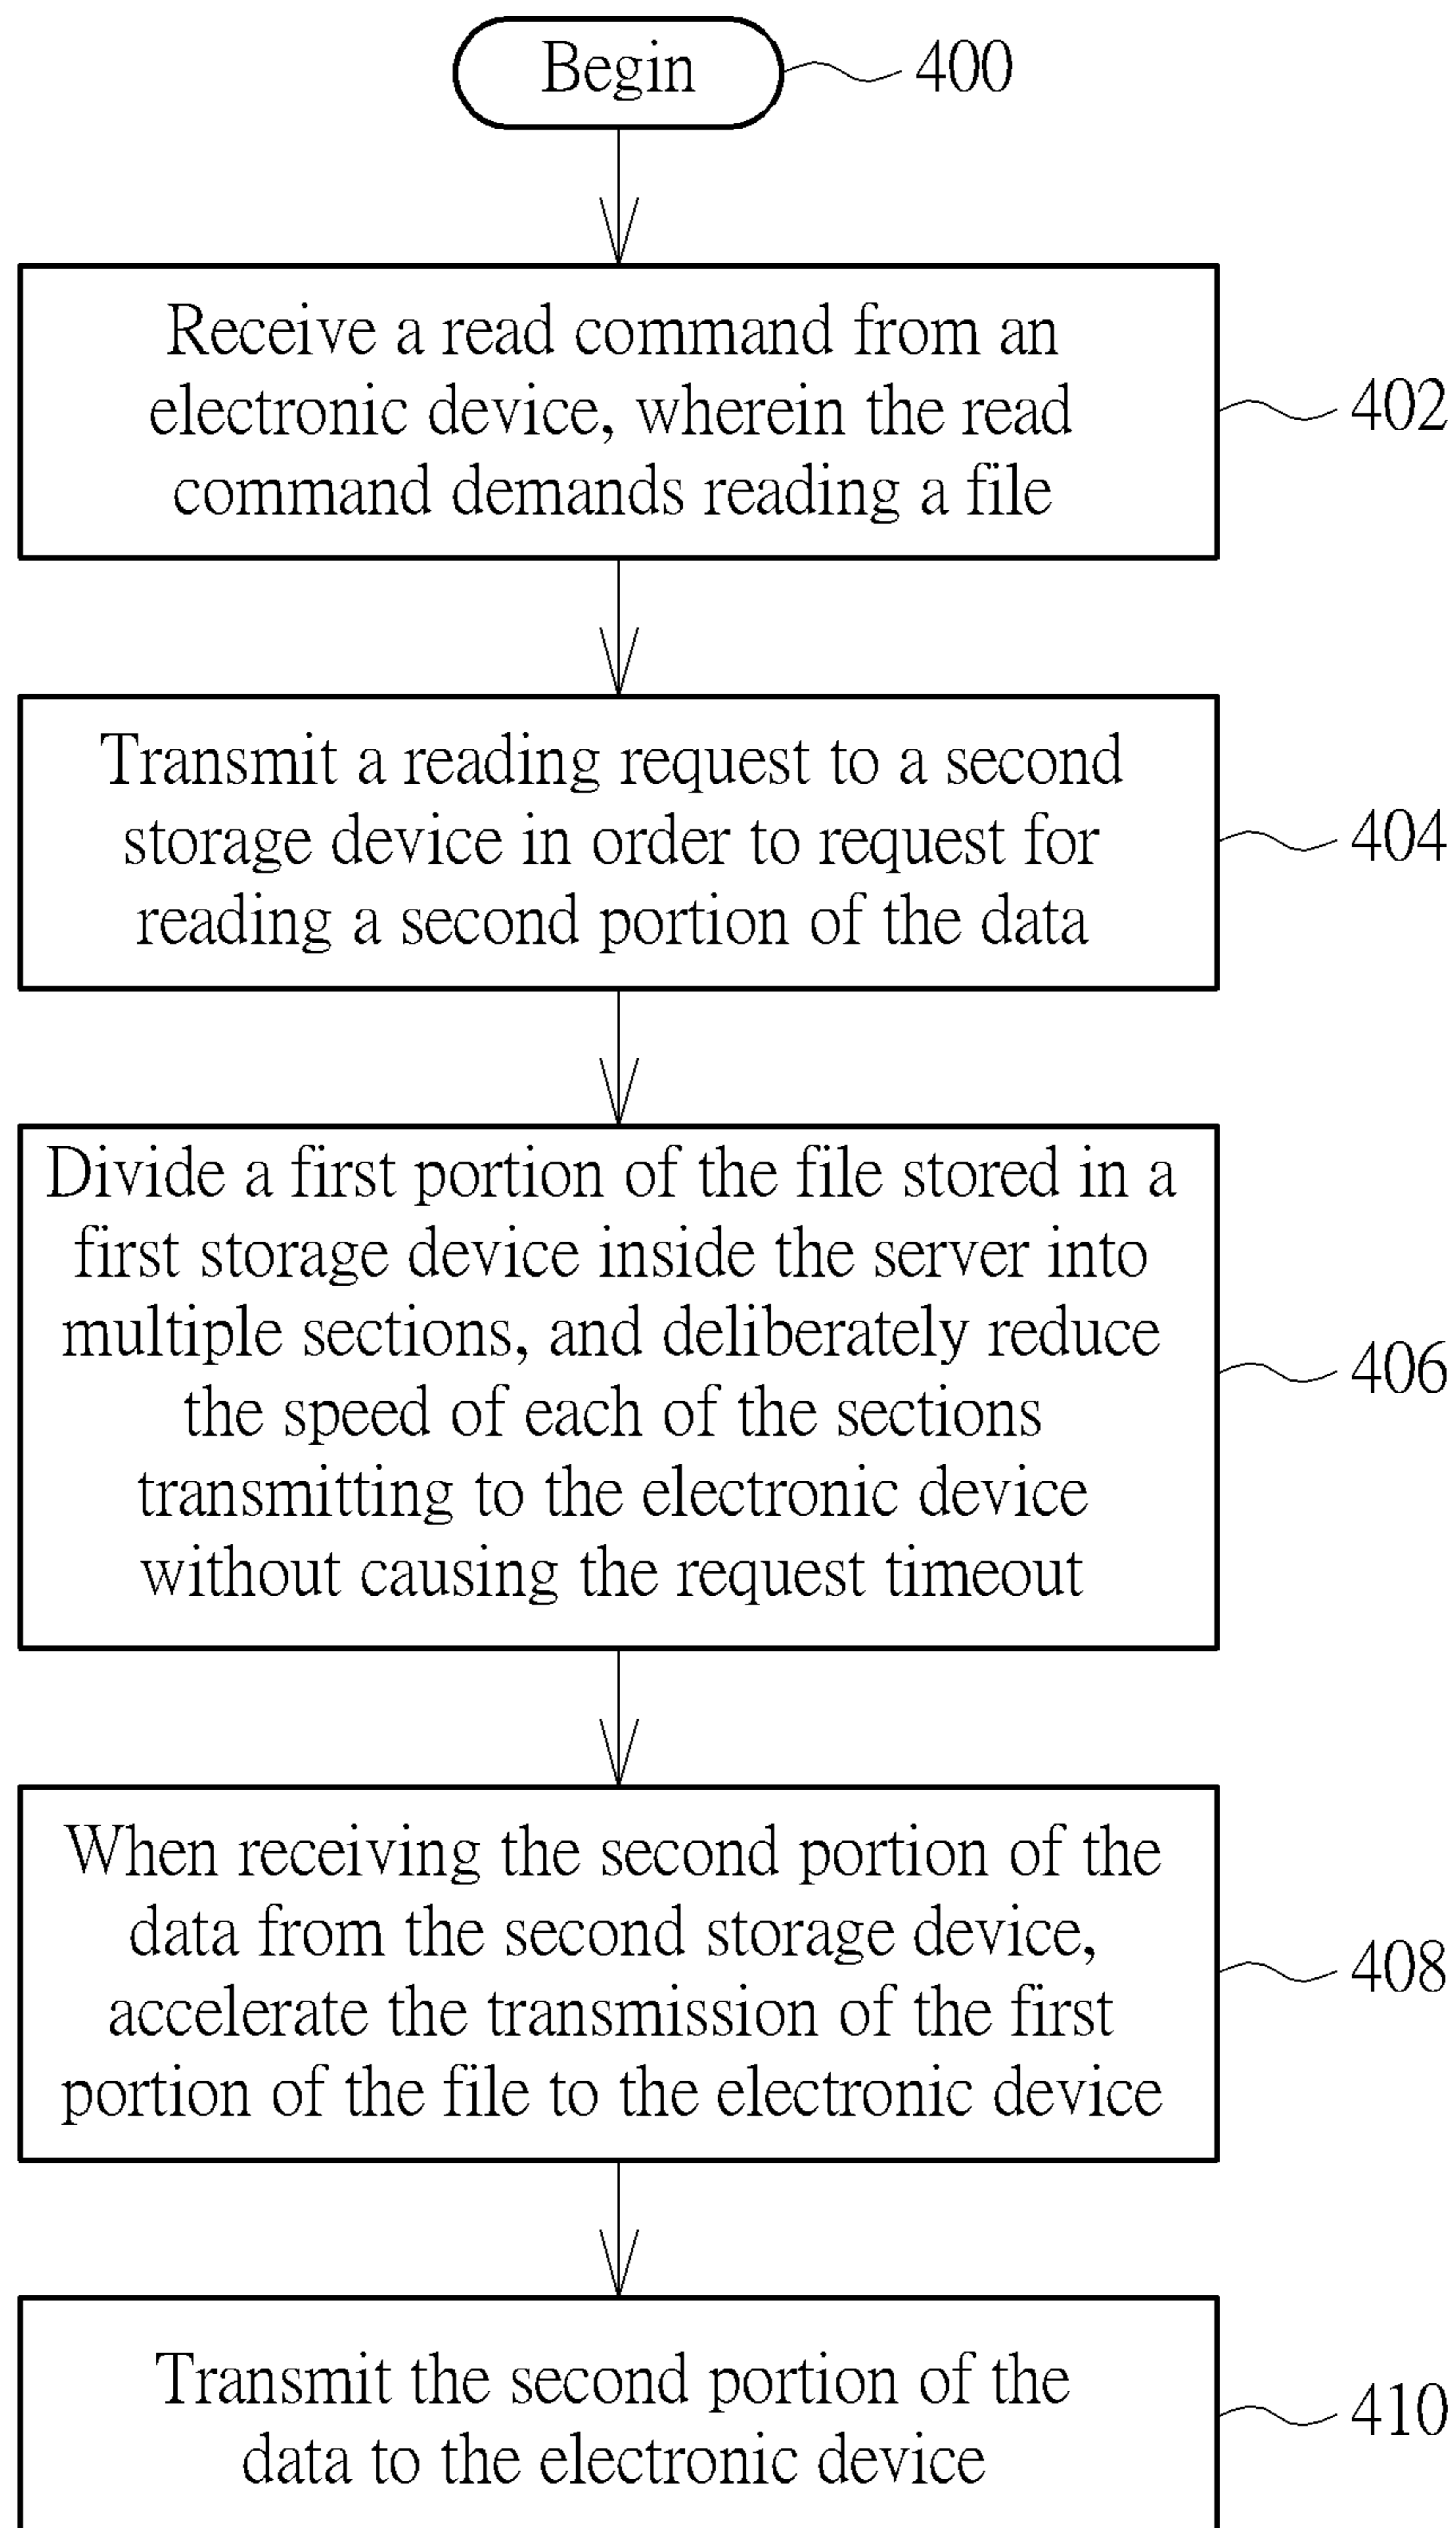 Begin
400
Receive a read command from an
electronic device, wherein the read
command demands reading a file
402
Transmit a reading request to a second
storage device in order to request for
reading a second portion of the data
404
Divide a first portion of the file stored in a
first storage device inside the server into
multiple sections, and deliberately reduce
the speed of each of the sections
transmitting to the electronic device
without causing the request timeout
406
When receiving the second portion of the
data from the second storage device,
accelerate the transmission of the first
portion of the file to the electronic device
408
Transmit the second portion of the
data to the electronic device
410